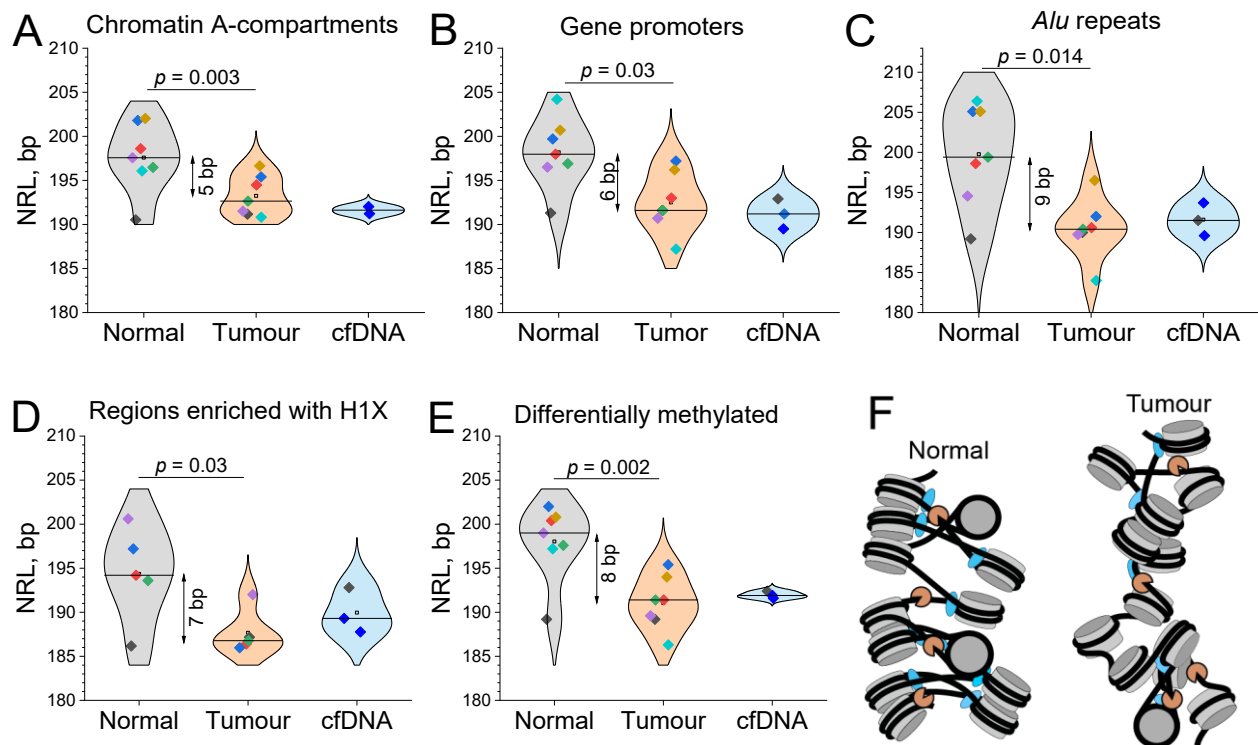 A
Chromatin A-compartments
NRL, bp
210
205
200
195
190
185
180
p = 0.003
5 bp
Normal
Tumour
cfDNA
B
Gene promoters
NRL, bp
210
205
200
195
190
185
180
p = 0.03
6 bp
Normal
Tumor
cfDNA
C
Alu repeats
NRL, bp
210
205
200
195
190
185
180
p = 0.014
9 bp
Normal
Tumour
cfDNA
D
Regions enriched with H1X
NRL, bp
210
205
200
195
190
185
180
p = 0.03
7 bp
Normal
Tumour
cfDNA
E
Differentially methylated
NRL, bp
210
205
200
195
190
185
180
p = 0.002
8 bp
Normal
Tumour
cfDNA
F
Normal
Tumour